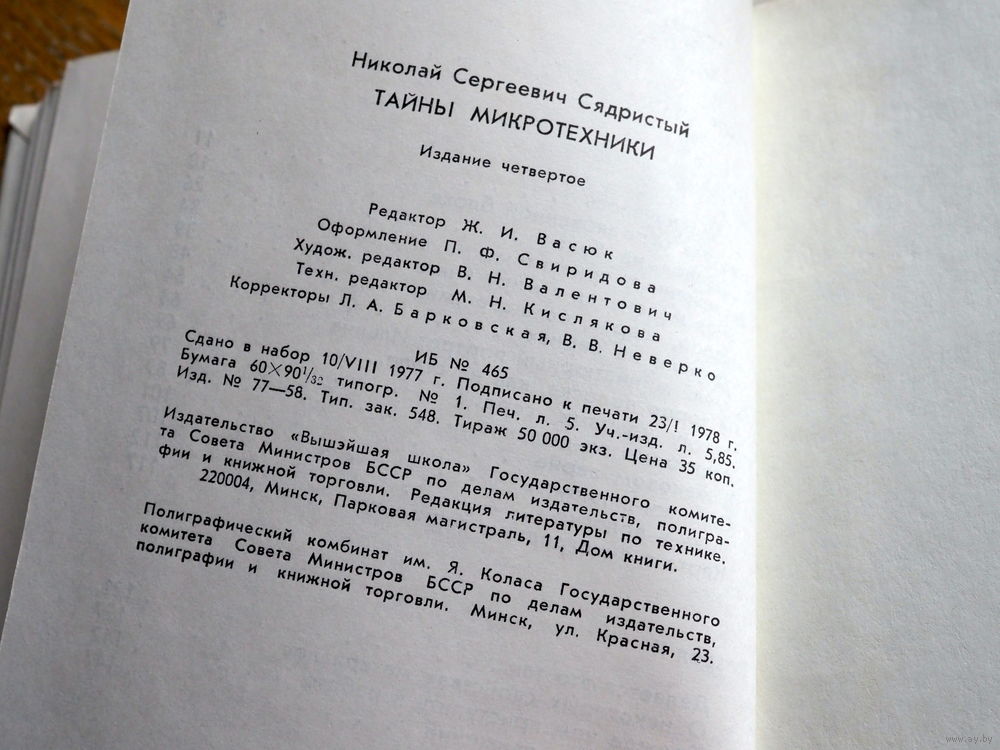 Николай Сергеевич Сядристый
ТАЙНЫ МИКРОТЕХНИКИ
Издание четвертое
Редактор Ж. И. Васюк
Оформление П. Ф. Свиридова
Худож. редактор В. Н. Валентович
Техн. редактор М. Н. Кислякова
Корректоры Л. А. Барковская, В. В. Неверко
ИБ № 465
Сдано в набор 10/VIII 1977 г. Подписано к печати 23/I 1978 г.
Бумага 60×90 1/32 типогр. № 1. Печ. л. 5. Уч.-изд. л. 5,85.
Изд. № 77—58. Тип. зак. 548. Тираж 50 000 экз. Цена 35 коп.
Издательство «Вышэйшая школа» Государственного комите-
та Совета Министров БССР по делам издательств, полигра-
фии и книжной торговли. Редакция литературы по технике.
220004, Минск, Парковая магистраль, 11, Дом книги.
Полиграфический комбинат им. Я. Коласа Государственного
комитета Совета Министров БССР по делам издательств,
полиграфии и книжной торговли. Минск, ул. Красная, 23.
www.ay.by